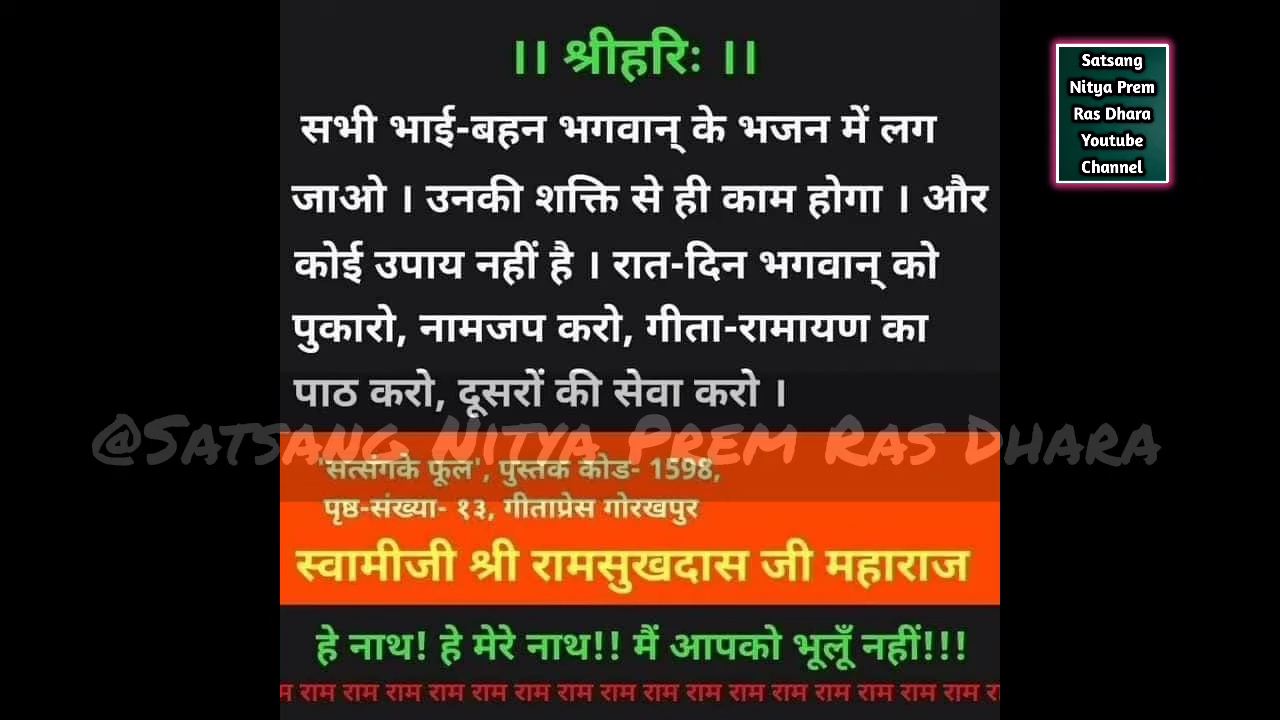 ।। श्रीहरिः ।।
सभी भाई-बहन भगवान् के भजन में लग
जाओ । उनकी शक्ति से ही काम होगा । और
कोई उपाय नहीं है । रात-दिन भगवान् को
पुकारो, नामजप करो, गीता-रामायण का
पाठ करो, दूसरों की सेवा करो ।
@Satsang Nitya Prem Ras Dhara
'सत्संगके फूल', पुस्तक कोड- 1598,
पृष्ठ-संख्या- १३, गीताप्रेस गोरखपुर
स्वामीजी श्री रामसुखदास जी महाराज
हे नाथ! हे मेरे नाथ!! मैं आपको भूलूँ नहीं!!!
म राम राम राम राम राम राम राम राम राम राम राम राम राम राम राम राम र
Satsang
Nitya Prem
Ras Dhara
Youtube
Channel